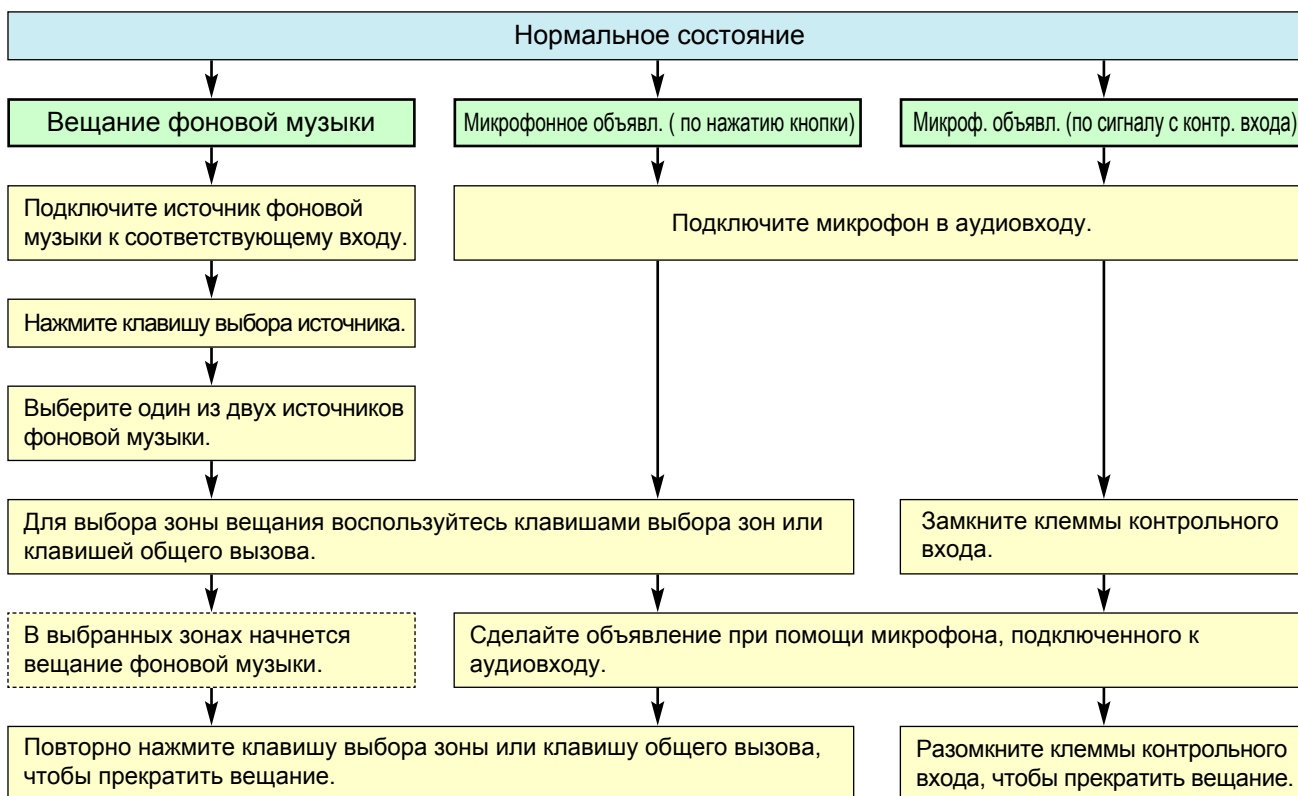 Нормальное состояние
Вещание фоновой музыки
Микрофонное объявл. ( по нажатию кнопки)
Микроф. объявл. (по сигналу с контр. входа)
Подключите источник фоновой
музыки к соответствующему входу.
Подключите микрофон в аудиовходу.
Нажмите клавишу выбора источника.
Выберите один из двух источников
фоновой музыки.
Для выбора зоны вещания воспользуйтесь клавишами выбора зон или
клавишей общего вызова.
Замкните клеммы контрольного
входа.
В выбранных зонах начнется
вещание фоновой музыки.
Сделайте объявление при помощи микрофона, подключенного к
аудиовходу.
Повторно нажмите клавишу выбора зоны или клавишу общего вызова,
чтобы прекратить вещание.
Разомкните клеммы контрольного
входа, чтобы прекратить вещание.